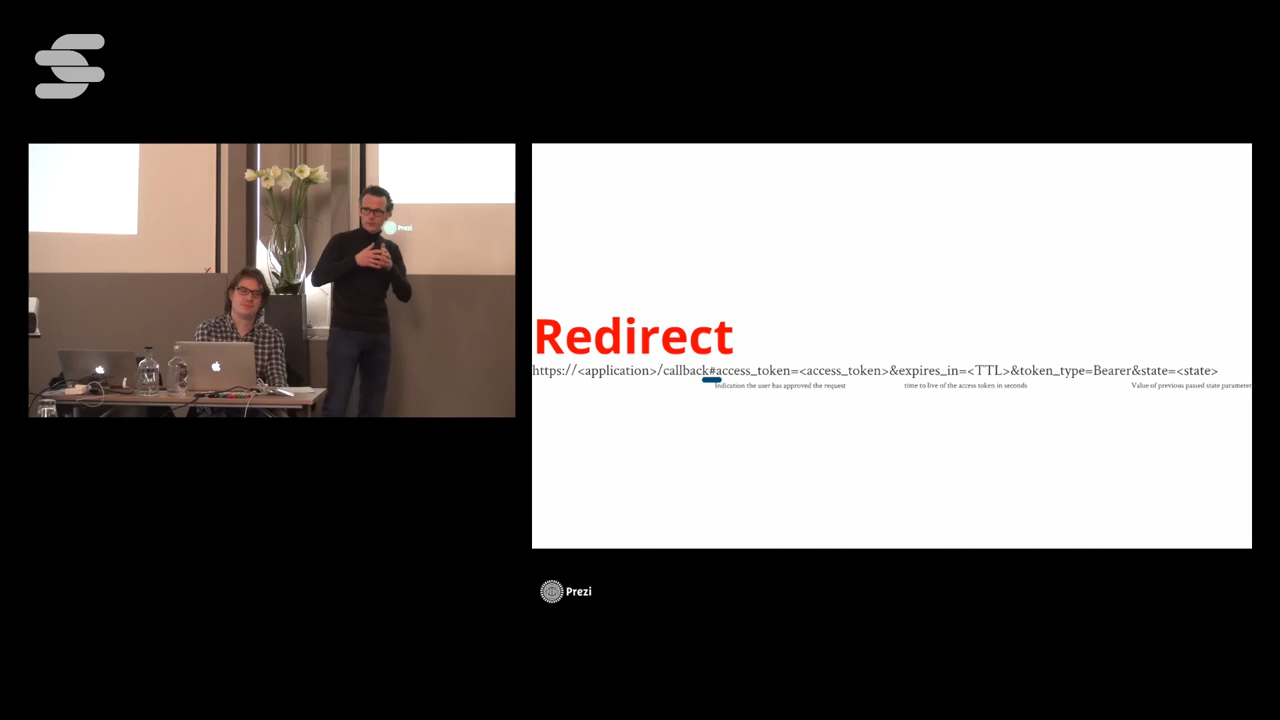 Prezi
Redirect
https://<application>/callback#access_token=<access_token>&expires_in=<TTL>&token_type=Bearer&state=<state>
Indication the user has approved the request
time to live of the access token in seconds
Value of previous passed state parameter
Prezi